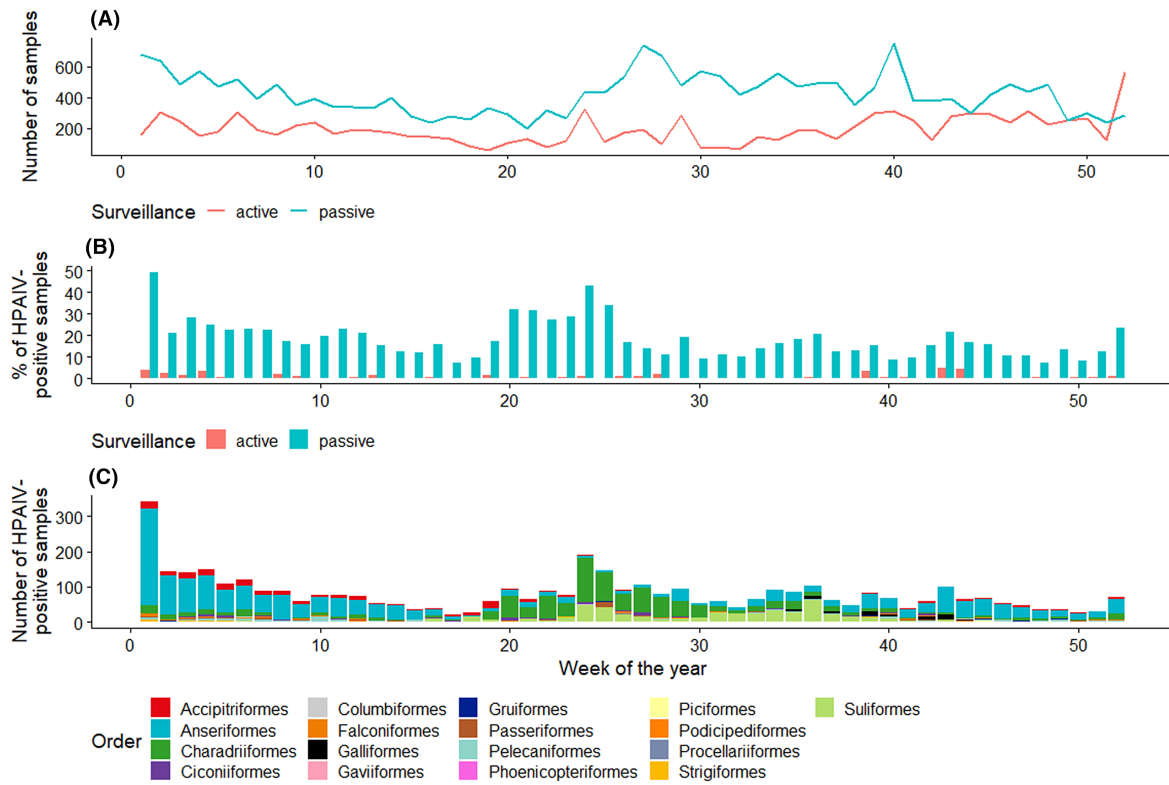 (A)
Number of samples
600
400
200
0 10 20 30 40 50
Surveillance active passive
(B)
% of HPAIV-
positive samples
50
40
30
20
10
0
0 10 20 30 40 50
Surveillance active passive
(C)
Number of HPAIV-
positive samples
300
200
100
0
0 10 20 30 40 50
Week of the year
Order
Accipitriformes Columbiformes Gruiformes Piciformes Suliformes
Anseriformes Falconiformes Passeriformes Podicipediformes
Charadriiformes Galliformes Pelecaniformes Procellariiformes
Ciconiiformes Gaviiformes Phoenicopteriformes Strigiformes